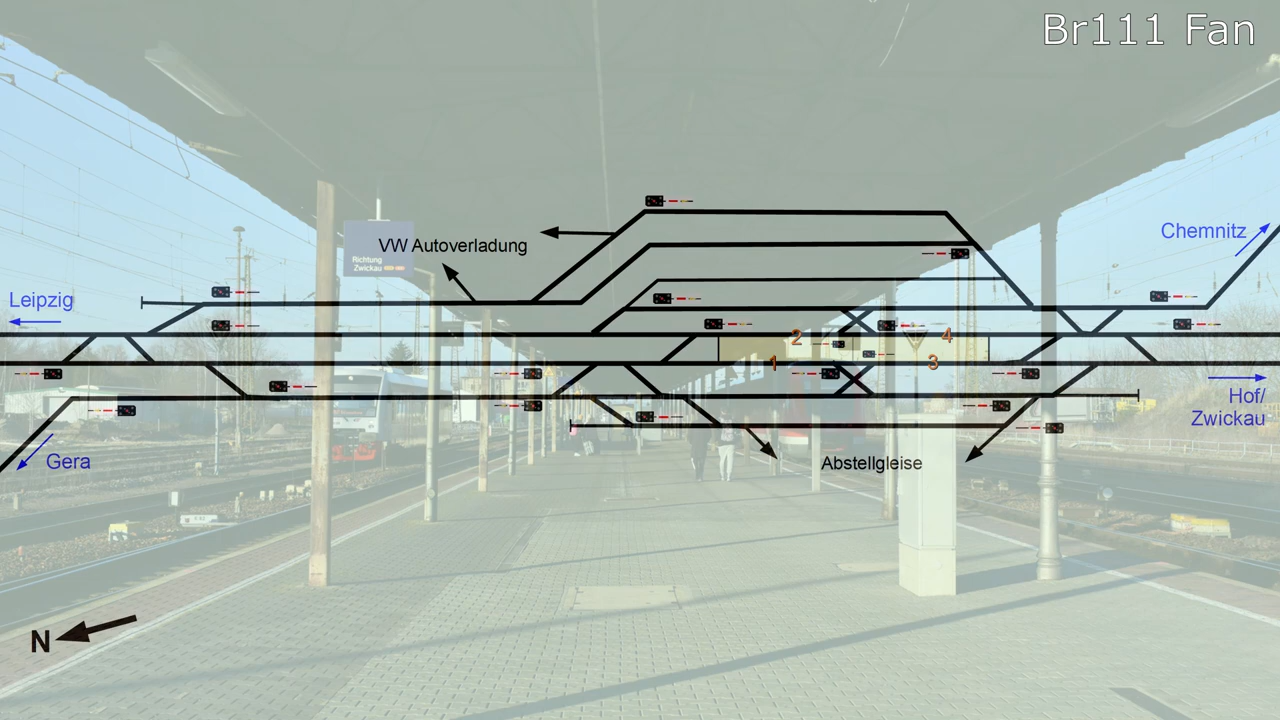 Br111 Fan
Chemnitz
VW Autoverladung
Richtung
Zwickau
Leipzig
2
4
1
3
Hof/
Zwickau
Gera
Abstellgleise
N